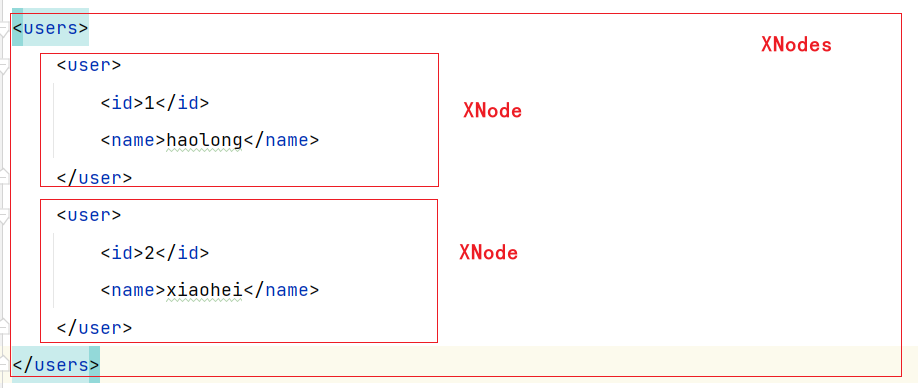 <users>
XNodes
<user>
<id>1</id>
XNode
<name>haolong</name>
</user>
<user>
<id>2</id>
XNode
<name>xiaohei</name>
</user>
</users>